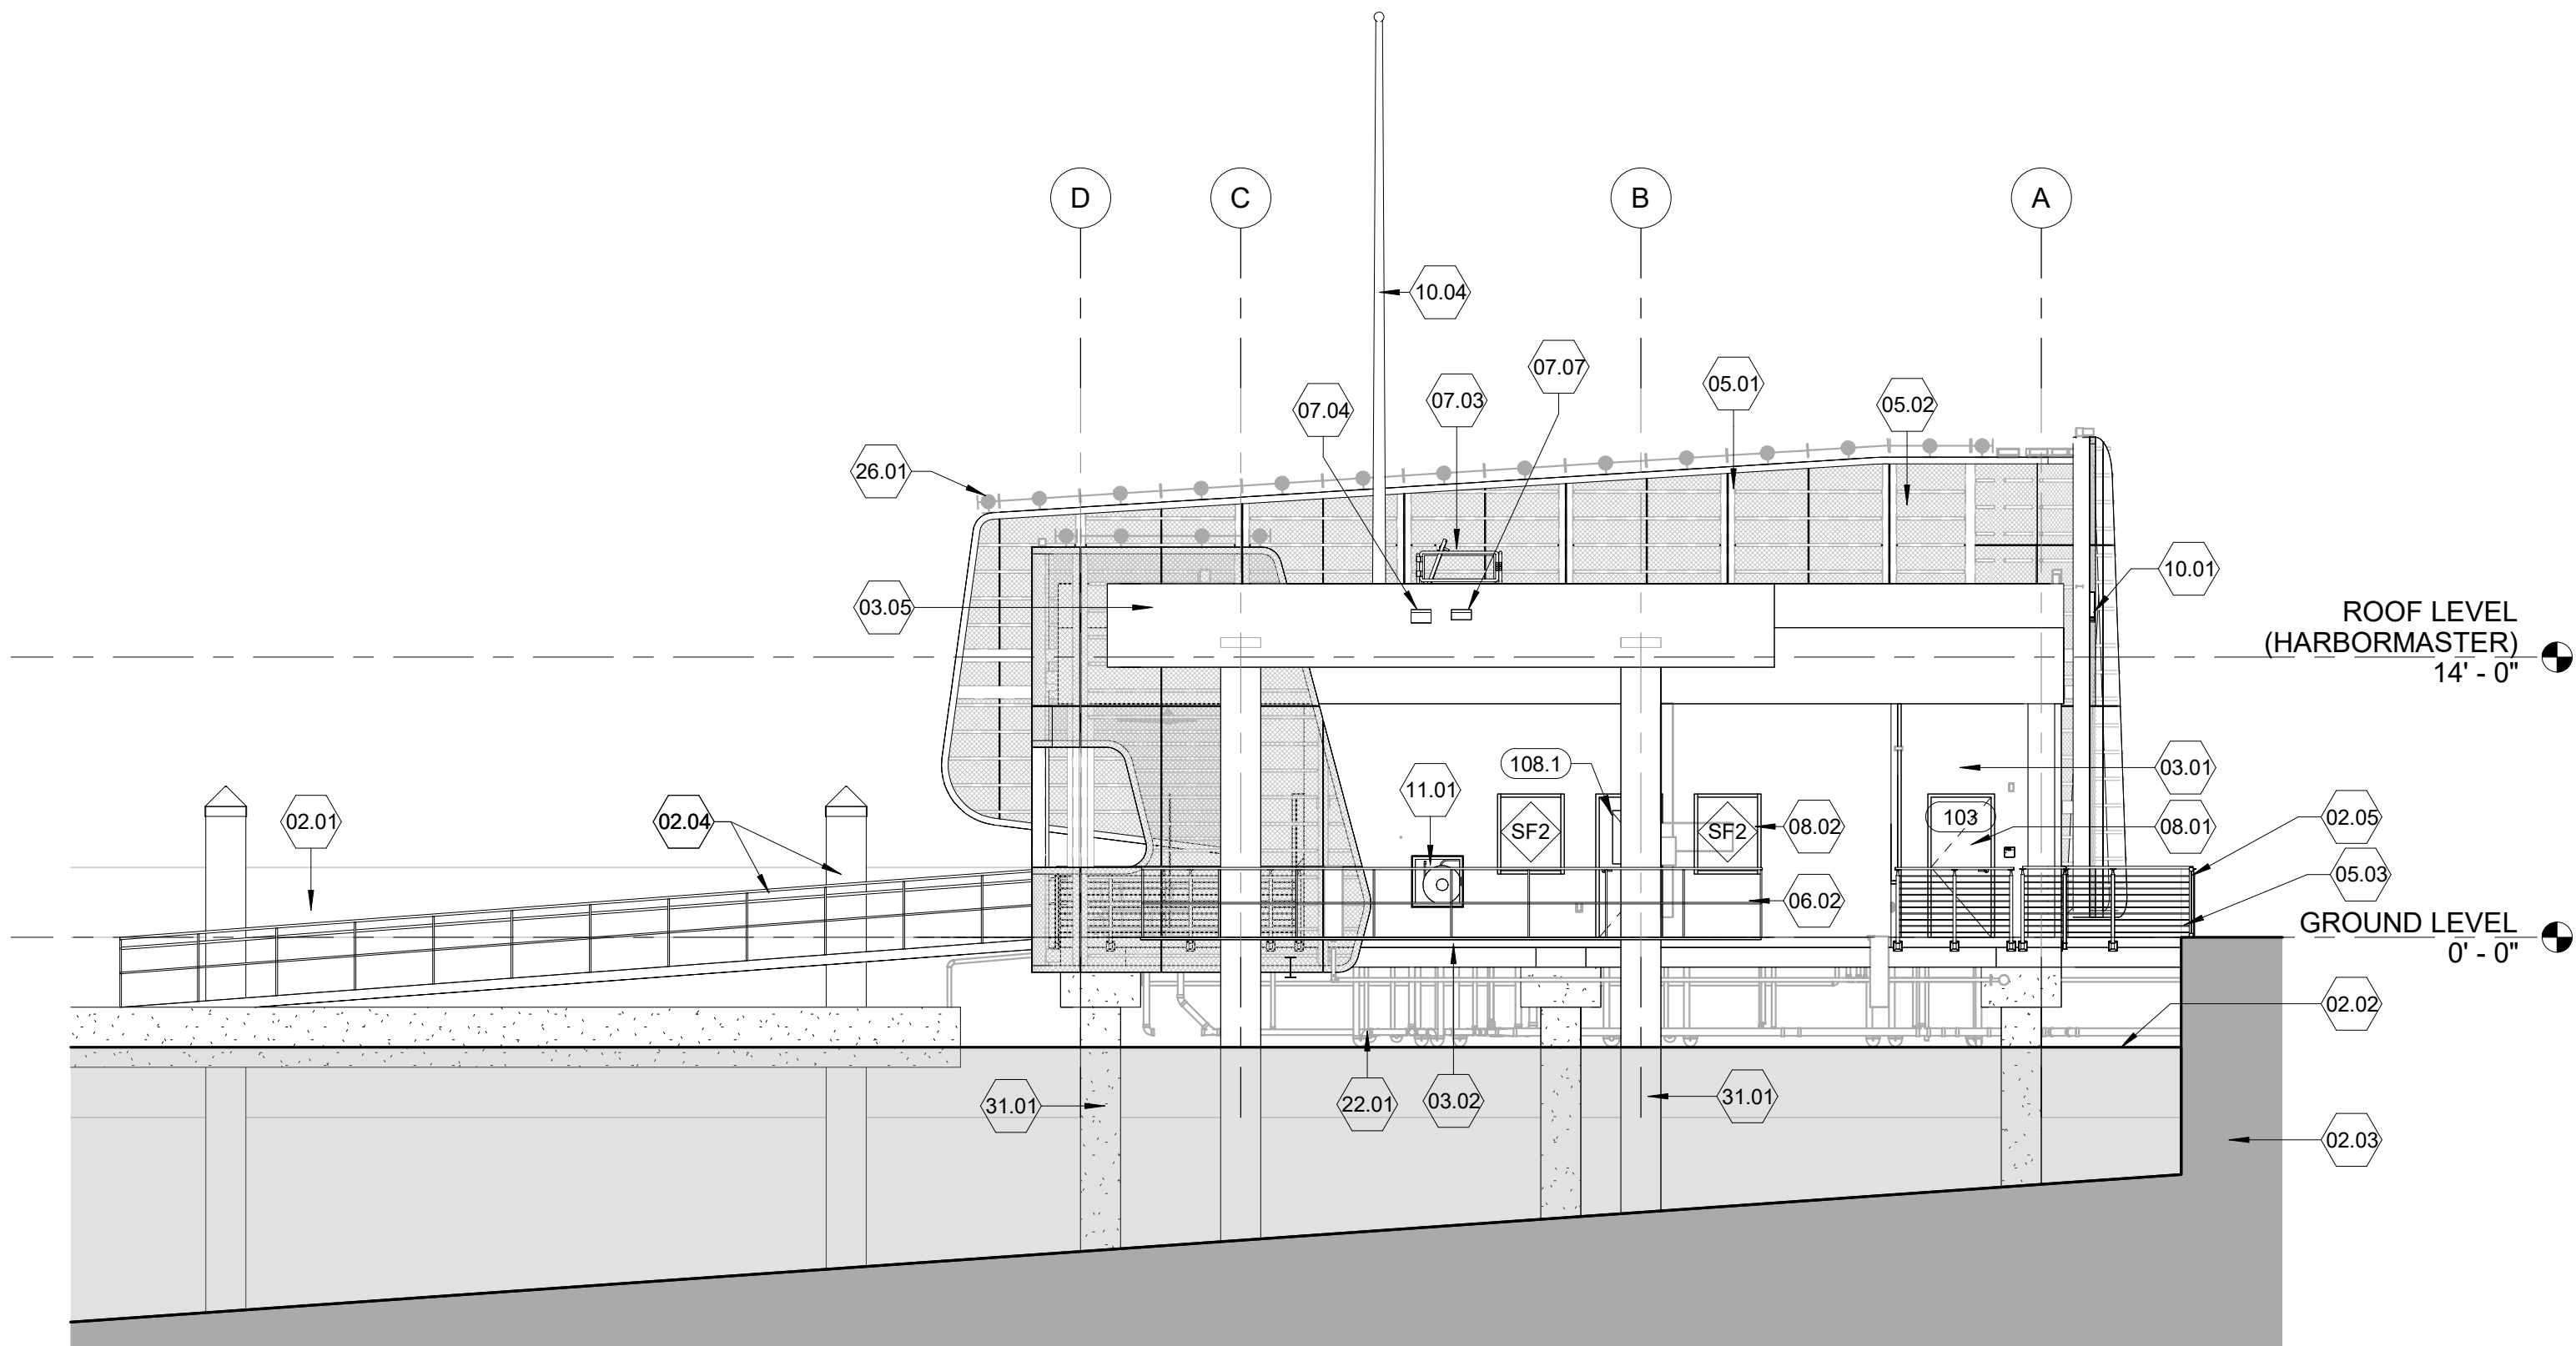 D
C
B
A
10.04
07.07
07.04
07.03
05.01
05.02
26.01
10.01
03.05
ROOF LEVEL
(HARBORMASTER)
14' - 0"
108.1
03.01
11.01
02.01
02.04
SF2
SF2
08.02
103
08.01
02.05
05.03
06.02
GROUND LEVEL
0' - 0"
02.02
31.01
22.01
03.02
31.01
02.03